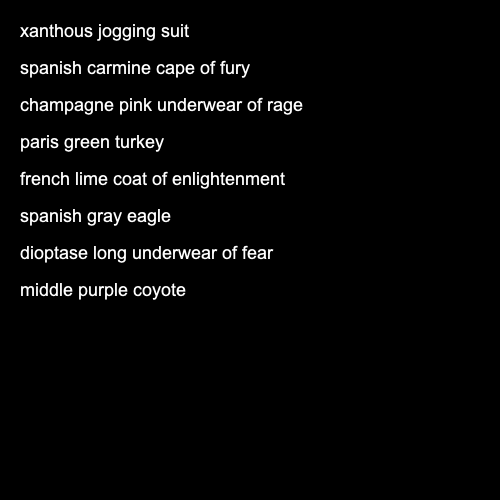 xanthous jogging suit
spanish carmine cape of fury
champagne pink underwear of rage
paris green turkey
french lime coat of enlightenment
spanish gray eagle
dioptase long underwear of fear
middle purple coyote